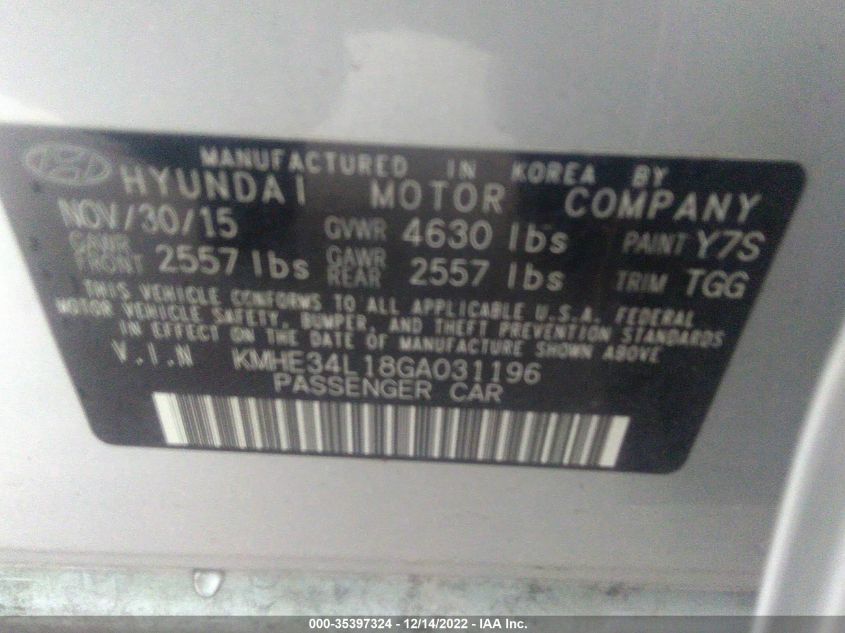 MANUFACTURED IN KOREA BY
HYUNDAI MOTOR COMPANY
NOV/30/15 GVWR 4630 lbs PAINT Y7S
GAWR FRONT 2557 lbs GAWR REAR 2557 lbs TRIM TGG
THIS VEHICLE CONFORMS TO ALL APPLICABLE U.S.A. FEDERAL
MOTOR VEHICLE SAFETY, BUMPER, AND THEFT PREVENTION STANDARDS
IN EFFECT ON THE DATE OF MANUFACTURE SHOWN ABOVE
V.I.N KMHE34L18GA031196
PASSENGER CAR
000-35397324 - 12/14/2022 - IAA Inc.